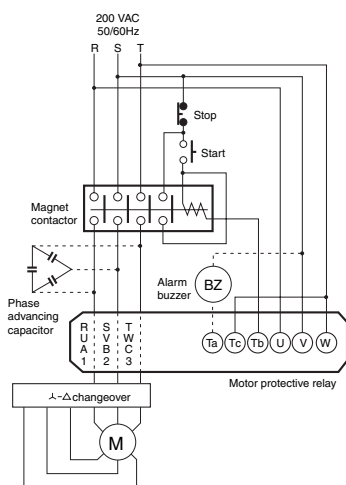 200 VAC
50/60Hz
R S T
Stop
Start
Magnet
contactor
Alarm
buzzer
BZ
Phase
advancing
capacitor
R S T
U V W
A B C
1 2 3
Ta Tc Tb U V W
Motor protective relay
⅄-△changeover
M